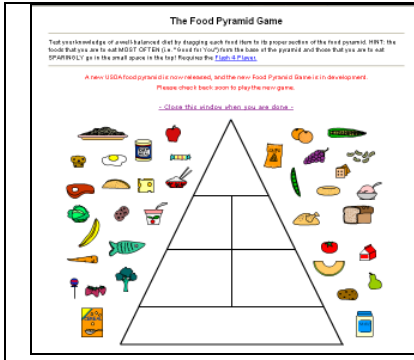 The Food Pyramid Game
Test your knowledge of a well-balanced diet by dragging each food item to its proper section of the food pyramid. HINT: the
foods that you are to eat MOST OFTEN (i.e. "Good for You") from the base of the pyramid and those that you are to eat
SPARINGLY go in the small space in the top! Requires the Flash 4 Player.
A new USDA food pyramid is now released, and the new Food Pyramid Game is in development.
Please check back soon to play the new game.
- Close this window when you are done -